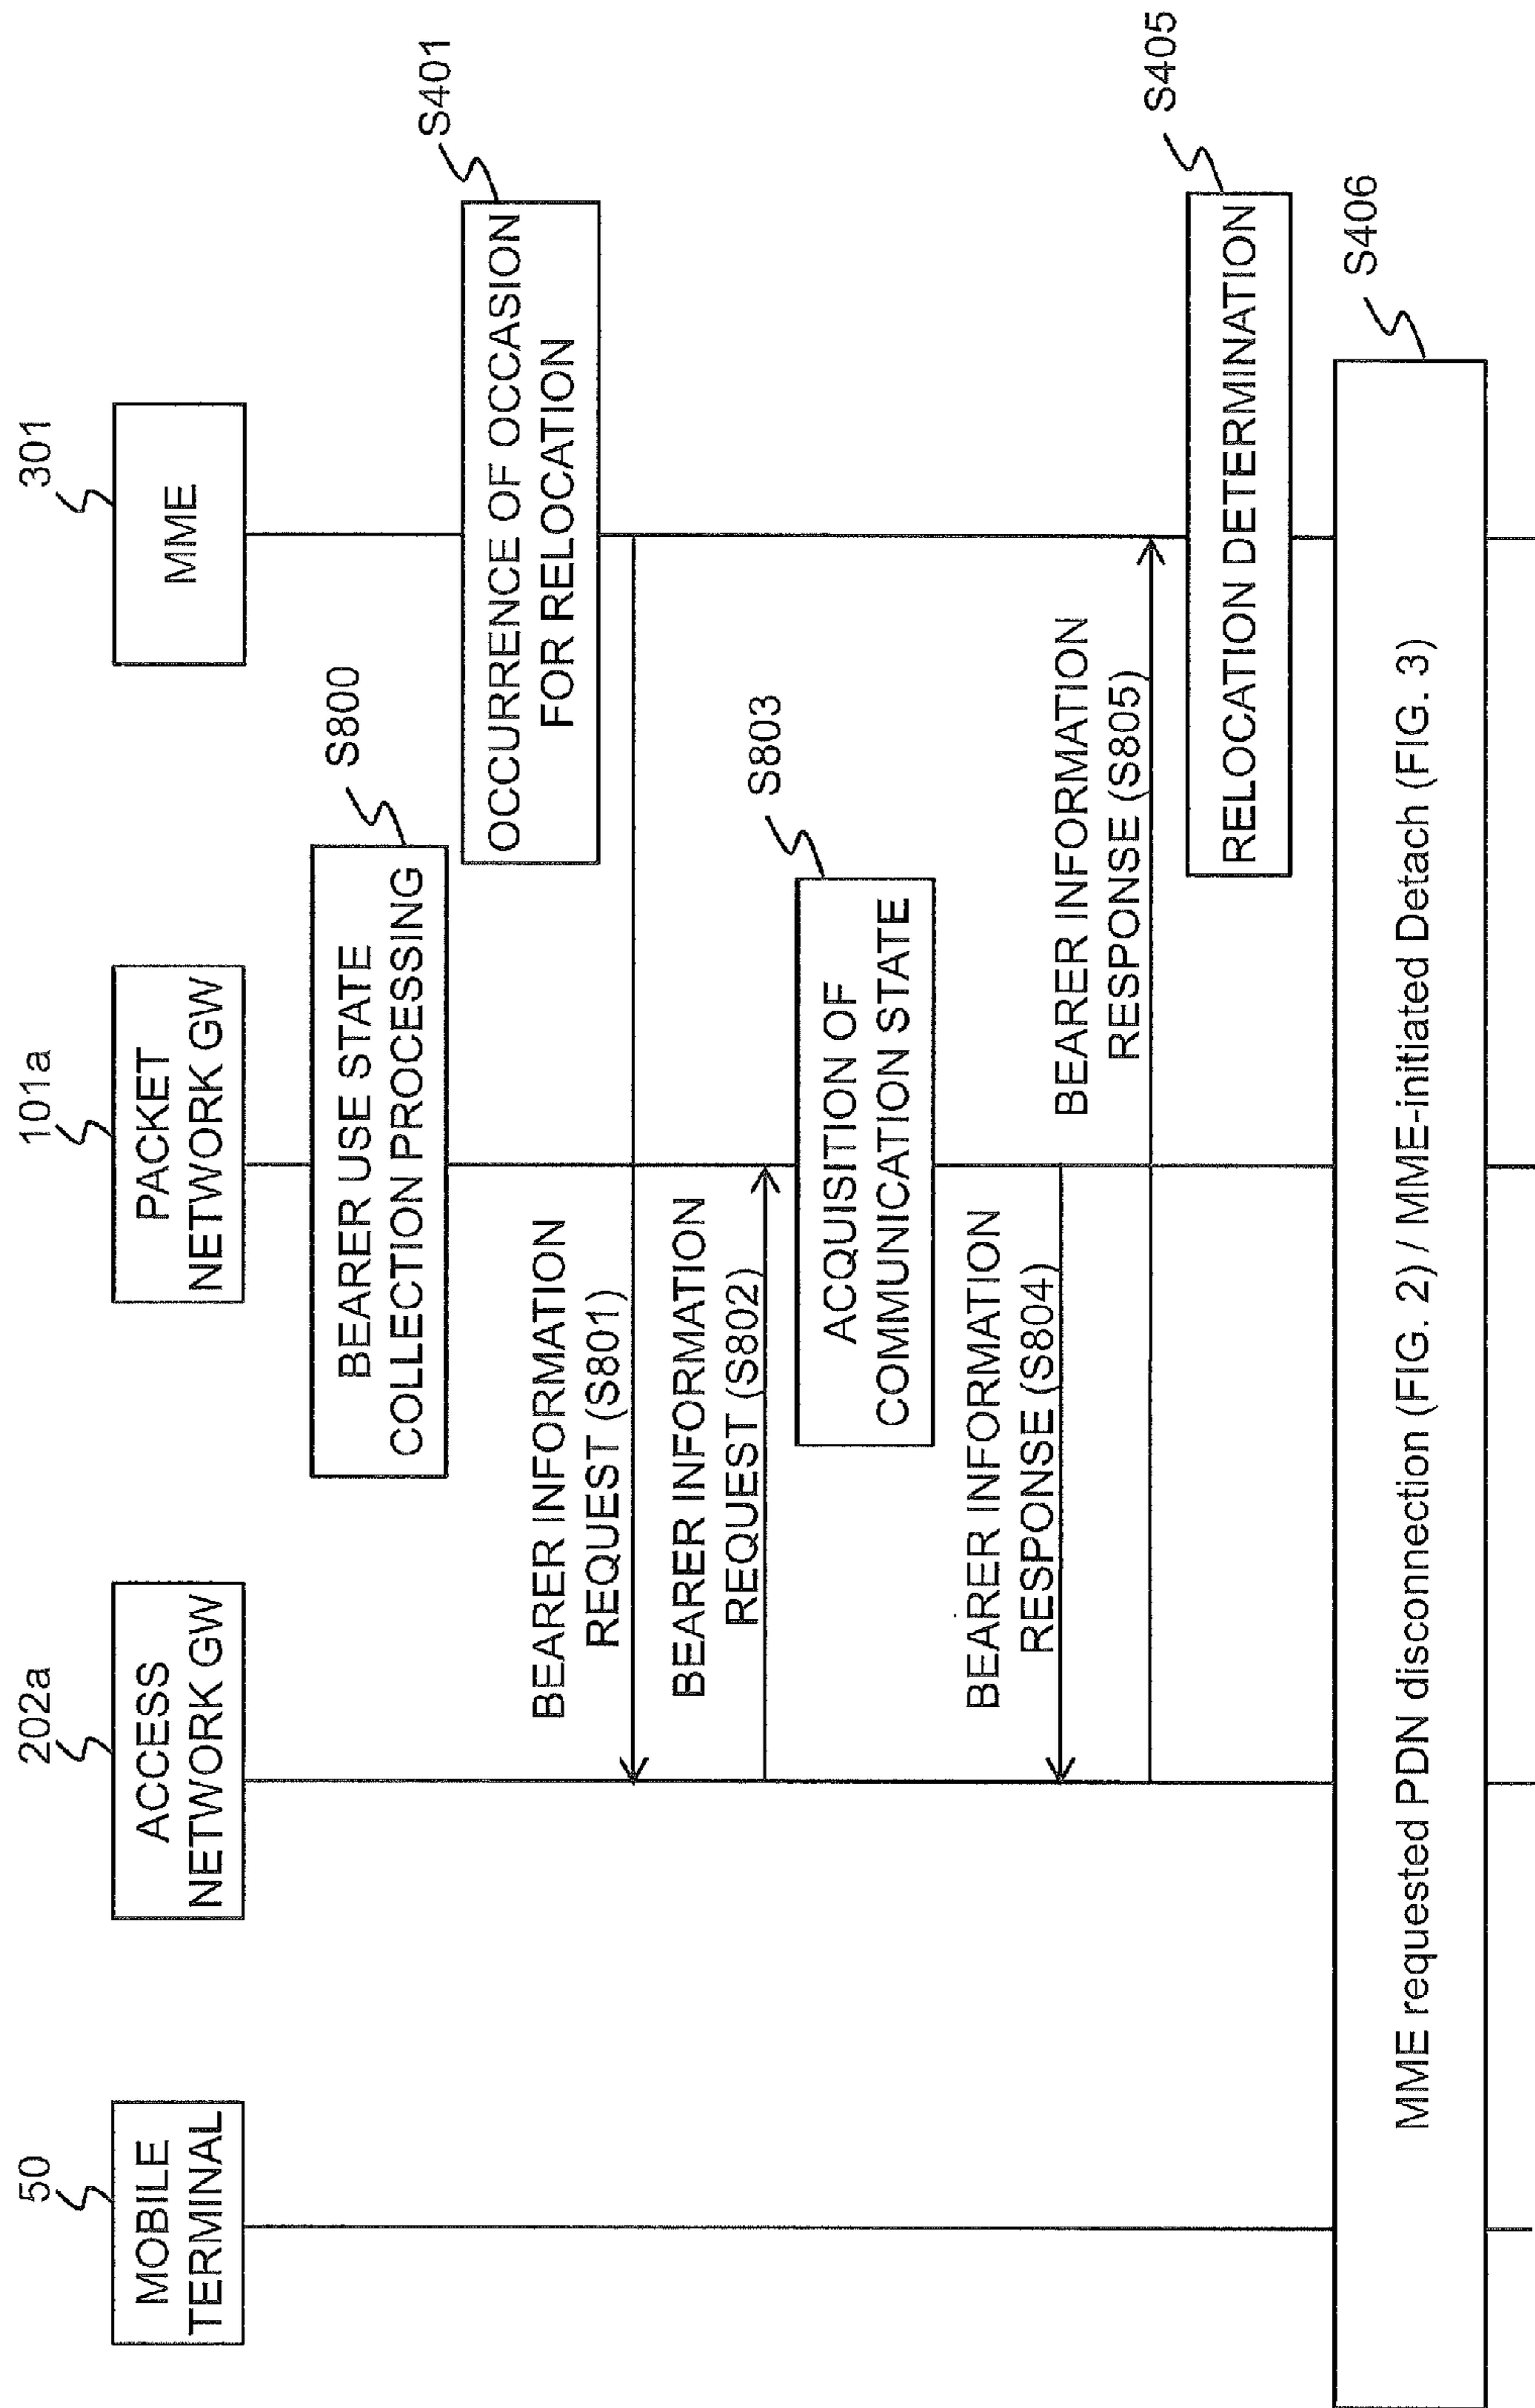 50
MOBILE
TERMINAL
202a
ACCESS
NETWORK GW
101a
PACKET
NETWORK GW
301
MME
BEARER USE STATE
COLLECTION PROCESSING
S800
OCCURRENCE OF OCCASION
FOR RELOCATION
S401
BEARER INFORMATION
REQUEST (S801)
BEARER INFORMATION
REQUEST (S802)
ACQUISITION OF
COMMUNICATION STATE
S803
BEARER INFORMATION
RESPONSE (S804)
BEARER INFORMATION
RESPONSE (S805)
RELOCATION DETERMINATION
S405
MME requested PDN disconnection (FIG. 2) / MME-initiated Detach (FIG. 3)
S406